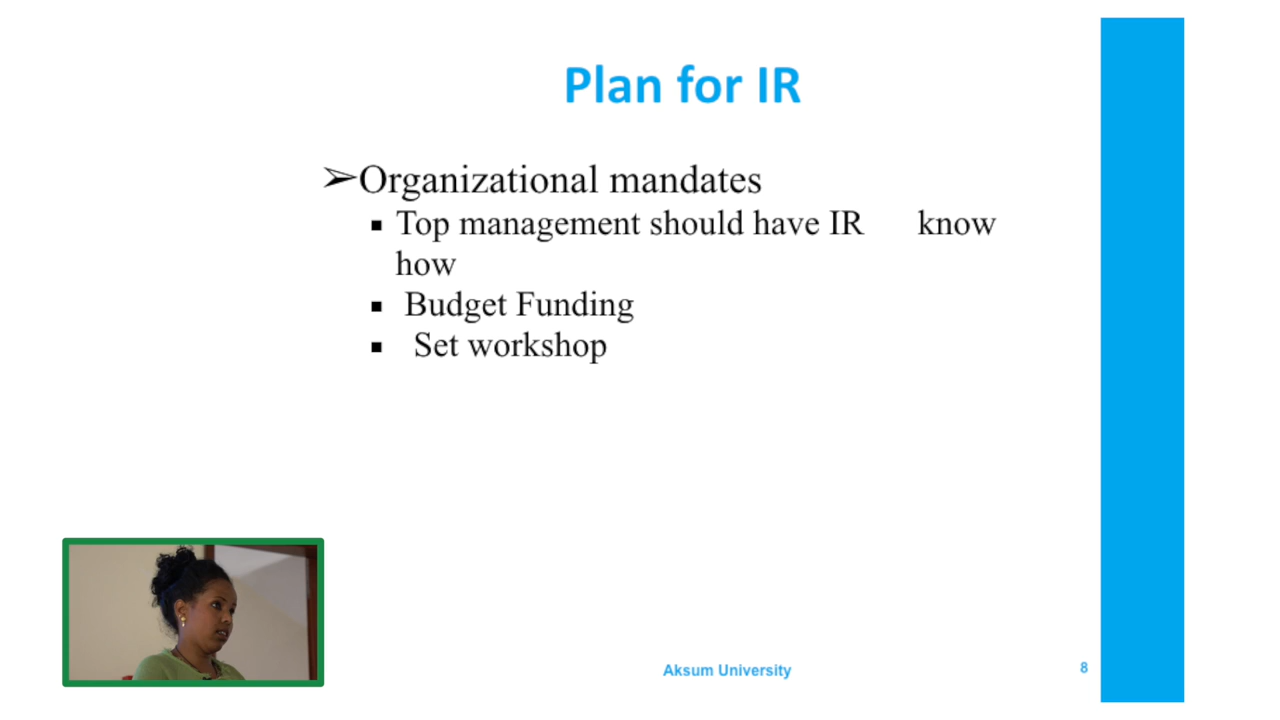 Plan for IR
➢Organizational mandates
▪ Top management should have IR know
how
▪ Budget Funding
▪ Set workshop
Aksum University
8